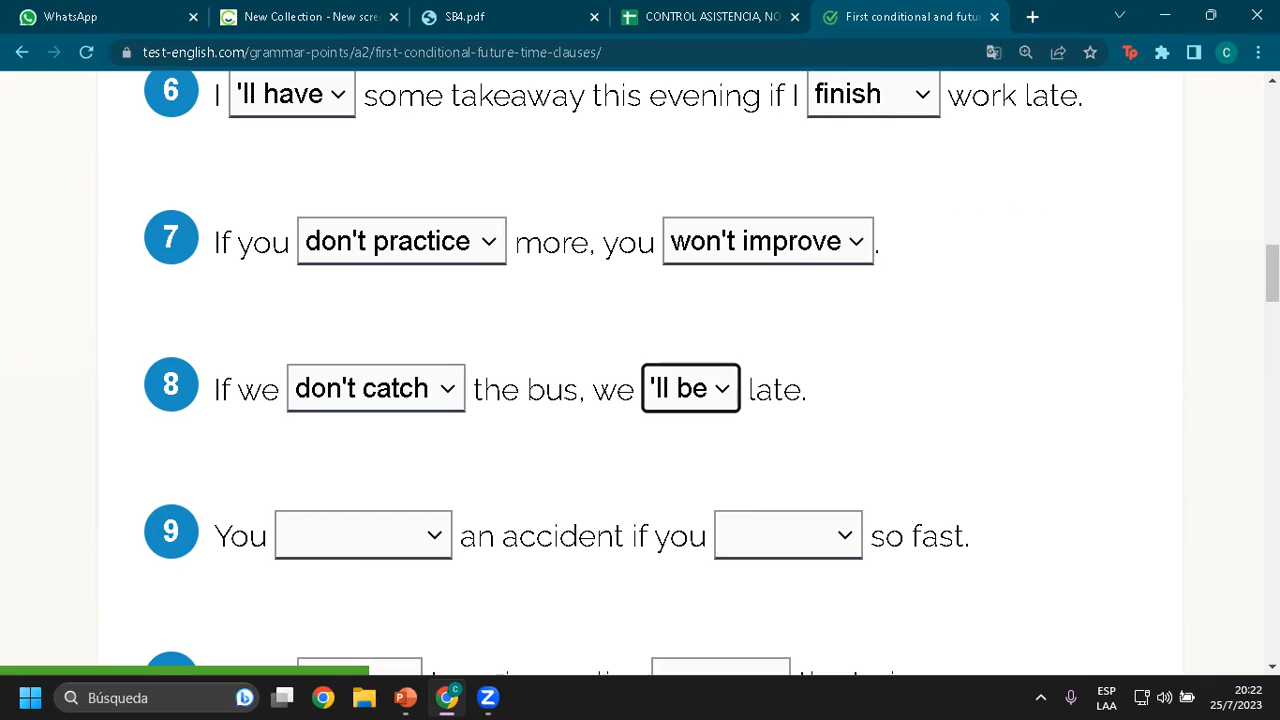 WhatsApp
New Collection - New scre
SB4.pdf
CONTROL ASISTENCIA, NO
First conditional and futu
test-english.com/grammar-points/a2/first-conditional-future-time-clauses/
6 I 'll have some takeaway this evening if I finish work late.
7 If you don't practice more, you won't improve.
8 If we don't catch the bus, we 'll be late.
9 You an accident if you so fast.
Búsqueda
ESP
LAA
20:22
25/7/2023